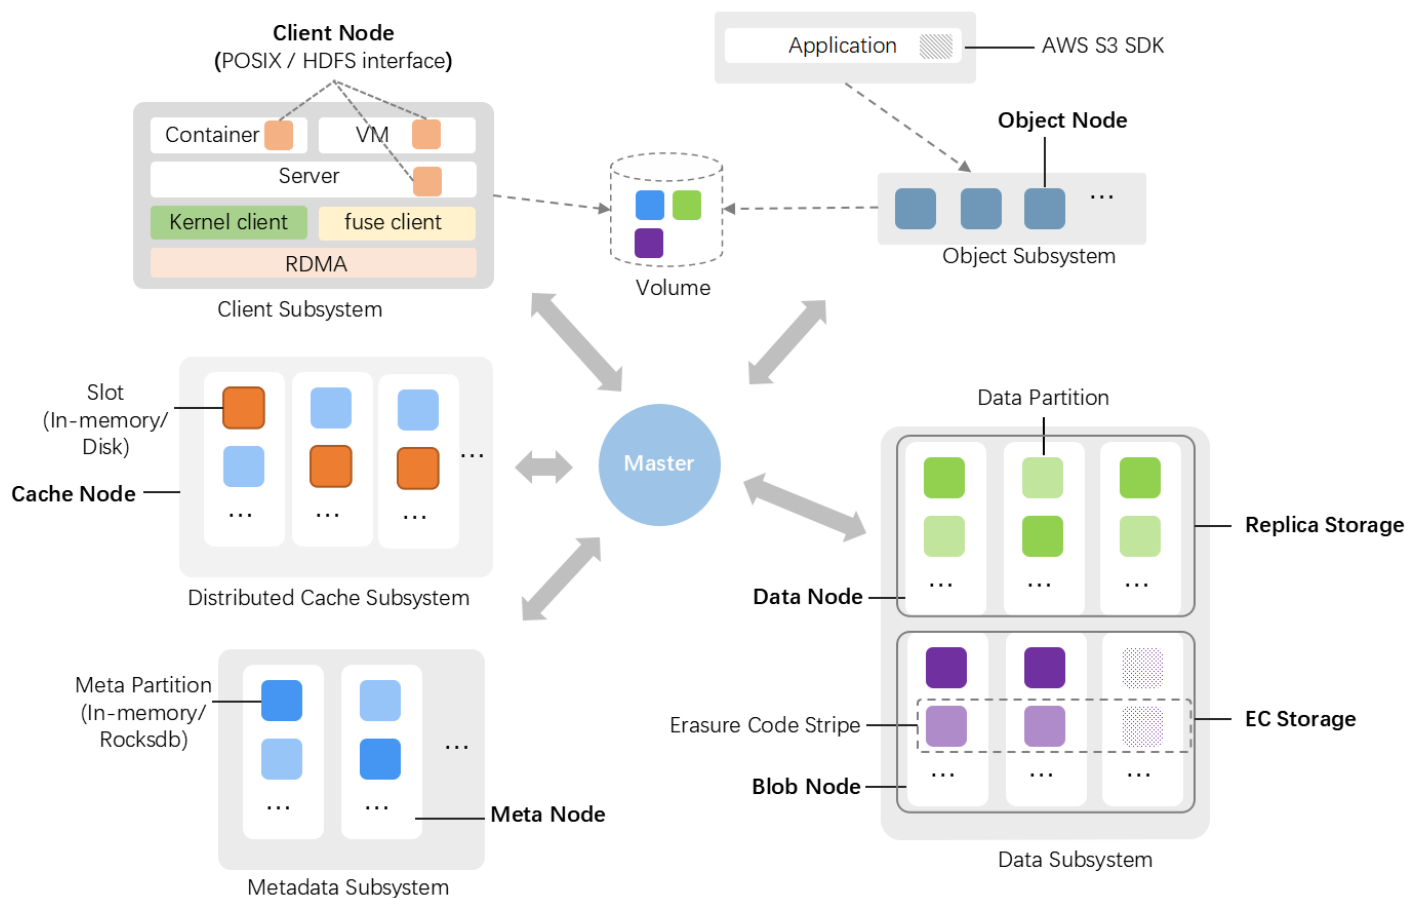 Client Node
(POSIX / HDFS interface)
Application
AWS S3 SDK
Container
VM
Server
Kernel client
fuse client
RDMA
Client Subsystem
Volume
Object Node
...
Object Subsystem
Slot
(In-memory/
Disk)
Cache Node
...
...
...
...
Distributed Cache Subsystem
Master
Data Partition
...
...
...
Replica Storage
Data Node
Erasure Code Stripe
EC Storage
...
...
...
Blob Node
Data Subsystem
Meta Partition
(In-memory/
Rocksdb)
...
...
...
Meta Node
Metadata Subsystem